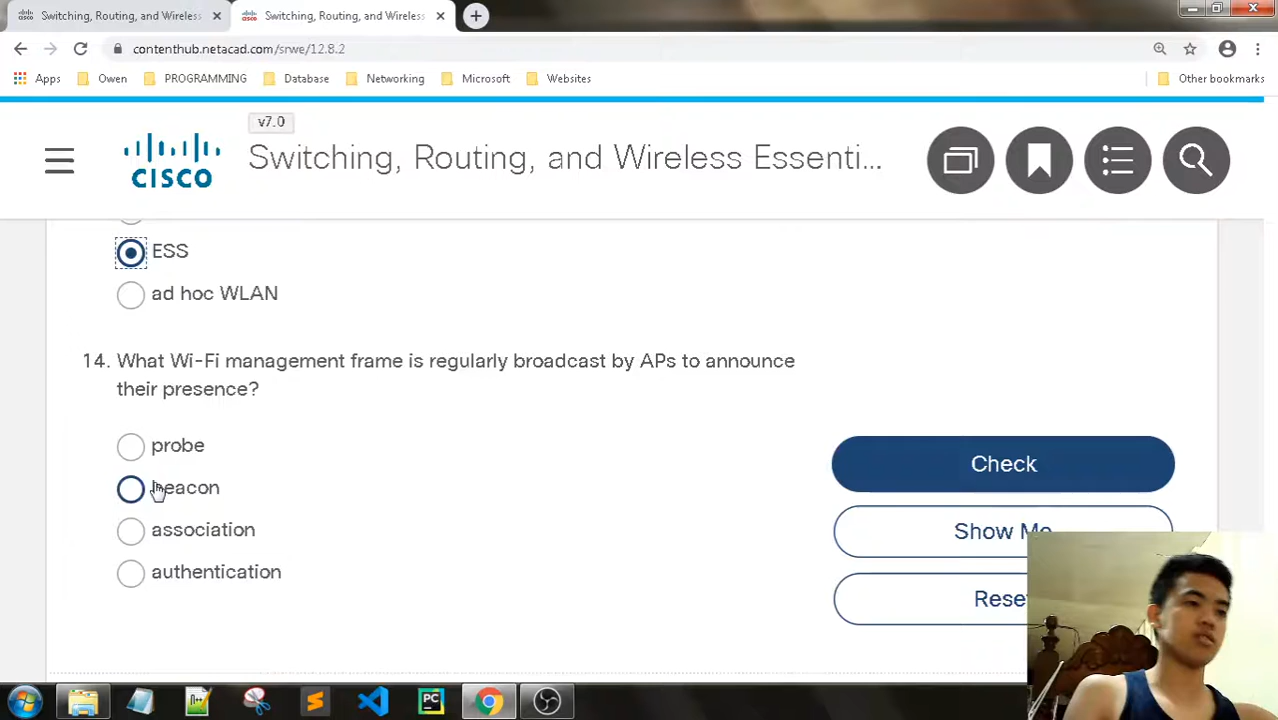 Switching, Routing, and Wireless
Switching, Routing, and Wireless
contenthub.netacad.com/srwe/12.8.2
Apps
Owen
PROGRAMMING
Database
Networking
Microsoft
Websites
Other bookmarks
v7.0
CISCO
Switching, Routing, and Wireless Essenti...
ESS
ad hoc WLAN
14. What Wi-Fi management frame is regularly broadcast by APs to announce
their presence?
probe
beacon
association
authentication
Check
Show Me
Reset
PC